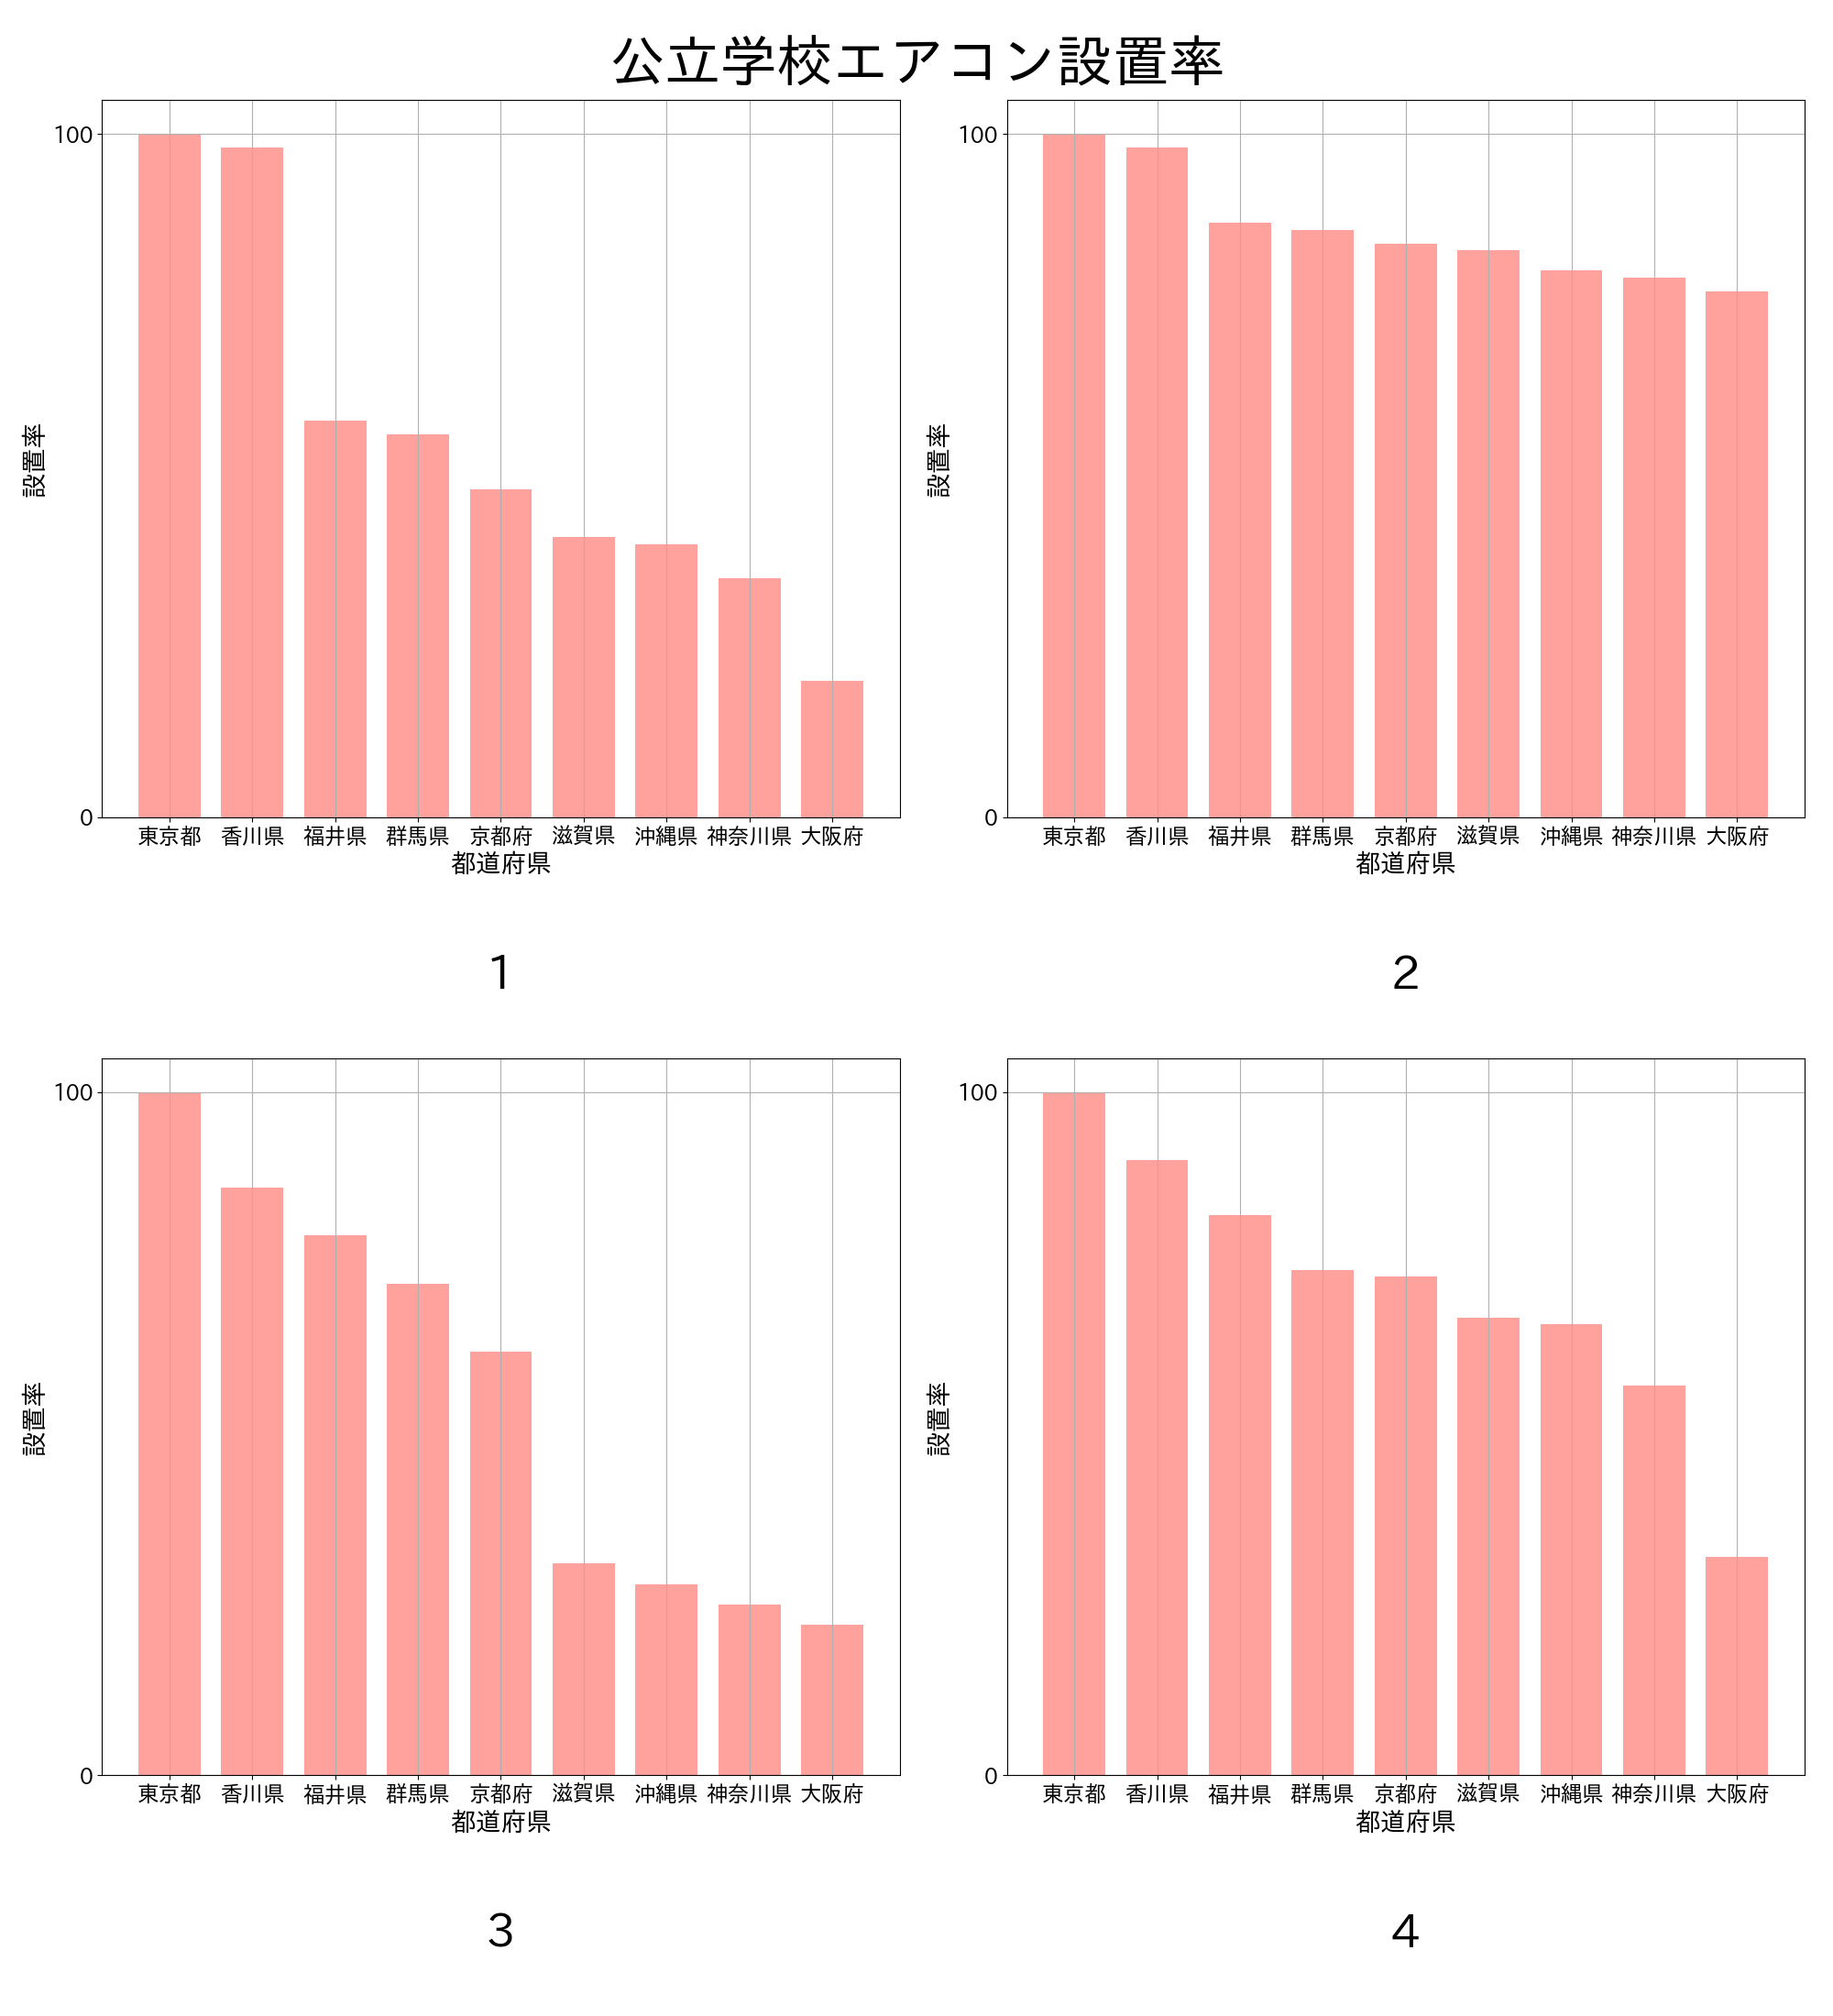 公立学校エアコン設置率
100
0
設置率
東京都 香川県 福井県 群馬県 京都府 滋賀県 沖縄県 神奈川県 大阪府
都道府県
1
100
0
設置率
東京都 香川県 福井県 群馬県 京都府 滋賀県 沖縄県 神奈川県 大阪府
都道府県
2
100
0
設置率
東京都 香川県 福井県 群馬県 京都府 滋賀県 沖縄県 神奈川県 大阪府
都道府県
3
100
0
設置率
東京都 香川県 福井県 群馬県 京都府 滋賀県 沖縄県 神奈川県 大阪府
都道府県
4